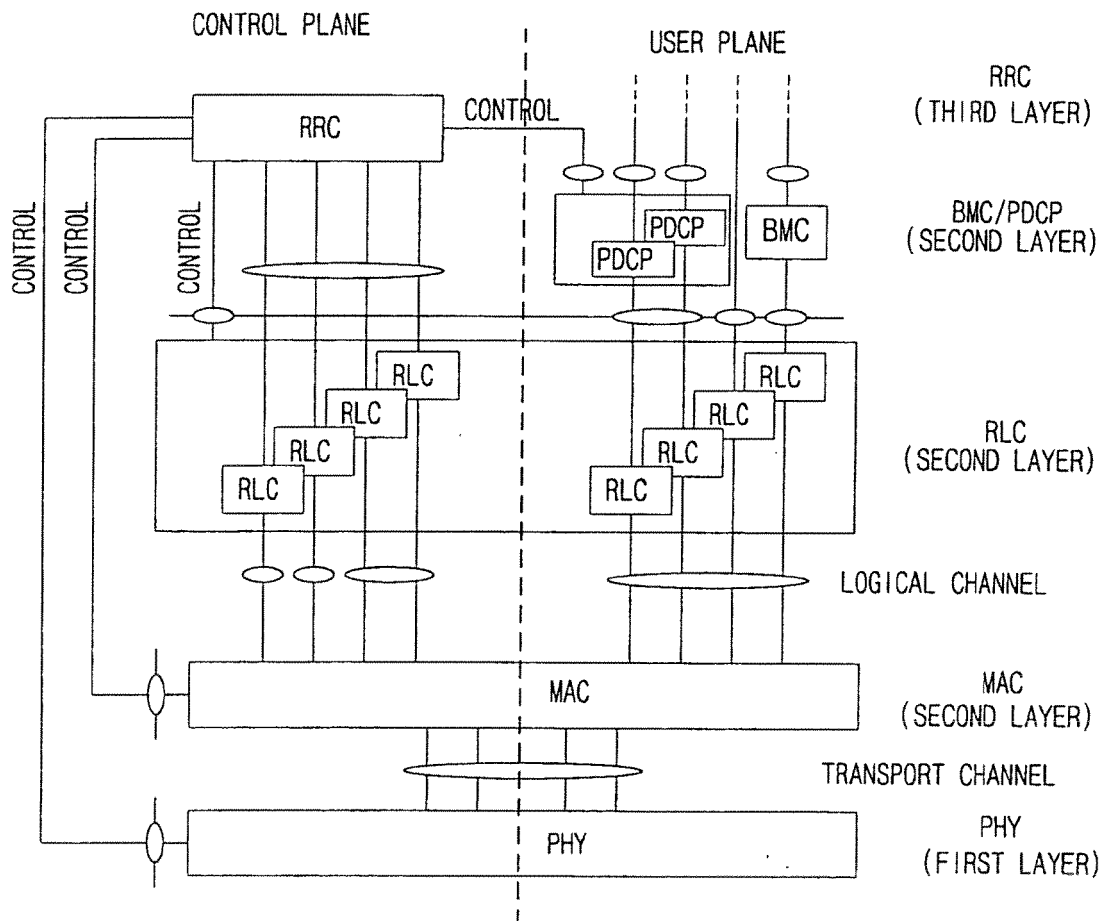 CONTROL PLANE
USER PLANE
RRC
(THIRD LAYER)
RRC
CONTROL
CONTROL
CONTROL
CONTROL
PDCP
PDCP
BMC
BMC/PDCP
(SECOND LAYER)
RLC
RLC
RLC
RLC
RLC
RLC
RLC
RLC
RLC
(SECOND LAYER)
LOGICAL CHANNEL
MAC
MAC
(SECOND LAYER)
TRANSPORT CHANNEL
PHY
PHY
(FIRST LAYER)